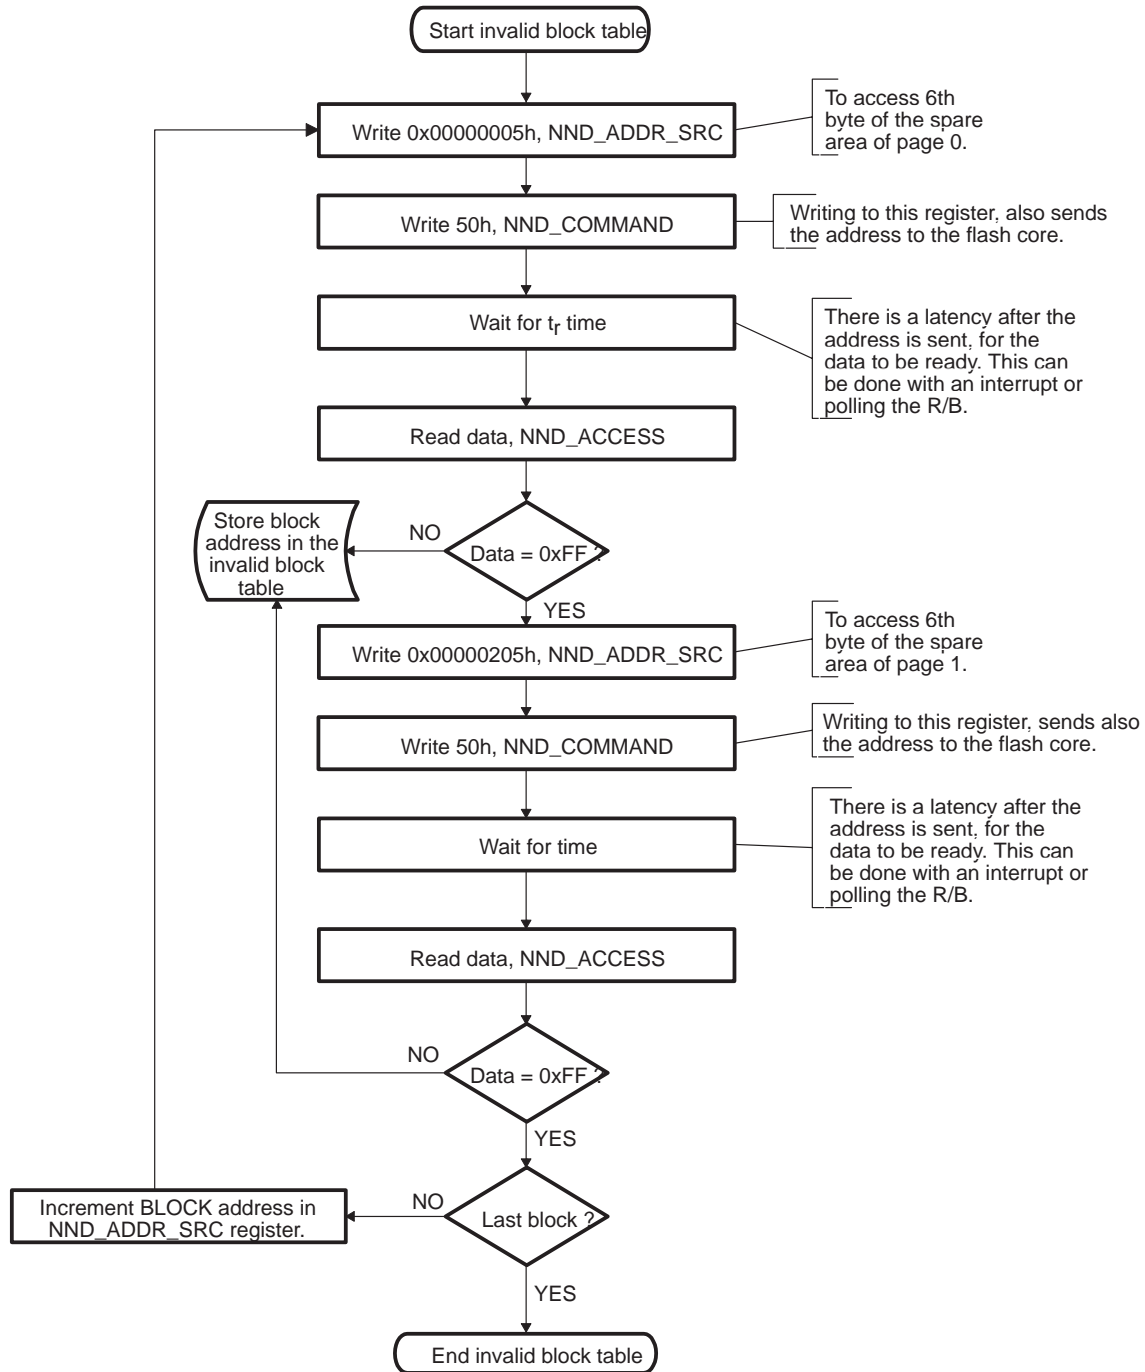 Start invalid block table
Write 0x00000005h, NND_ADDR_SRC
To access 6th
byte of the spare
area of page 0.
Write 50h, NND_COMMAND
Writing to this register, also sends
the address to the flash core.
Wait for tr time
There is a latency after the
address is sent, for the
data to be ready. This can
be done with an interrupt or
polling the R/B.
Read data, NND_ACCESS
Store block
address in the
invalid block
table
NO
Data = 0xFF ?
YES
Write 0x00000205h, NND_ADDR_SRC
To access 6th
byte of the spare
area of page 1.
Write 50h, NND_COMMAND
Writing to this register, sends also
the address to the flash core.
Wait for time
There is a latency after the
address is sent, for the
data to be ready. This can
be done with an interrupt or
polling the R/B.
Read data, NND_ACCESS
NO
Data = 0xFF ?
YES
Increment BLOCK address in
NND_ADDR_SRC register.
NO
Last block ?
YES
End invalid block table